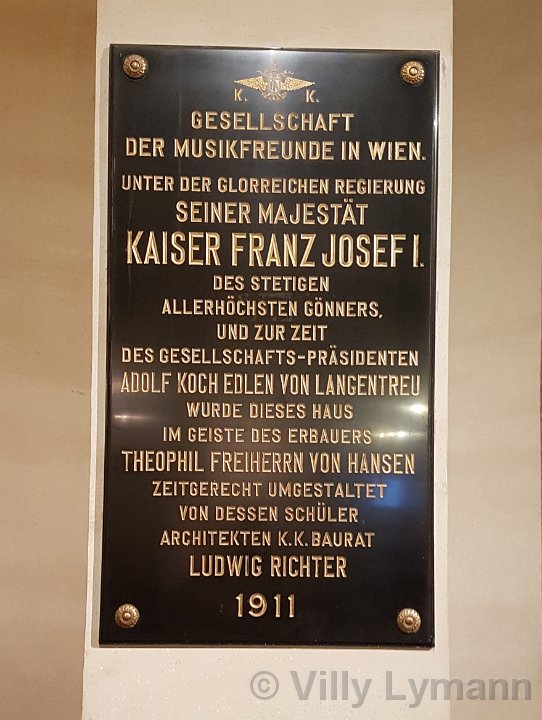 K. K.
GESELLSCHAFT
DER MUSIKFREUNDE IN WIEN.
UNTER DER GLORREICHEN REGIERUNG
SEINER MAJESTÄT
KAISER FRANZ JOSEF I.
DES STETIGEN
ALLERHÖCHSTEN GÖNNERS,
UND ZUR ZEIT
DES GESELLSCHAFTS-PRÄSIDENTEN
ADOLF KOCH EDLEN VON LANGENTREU
WURDE DIESES HAUS
IM GEISTE DES ERBAUERS
THEOPHIL FREIHERRN VON HANSEN
ZEITGERECHT UMGESTALTET
VON DESSEN SCHÜLER
ARCHITEKTEN K.K. BAURAT
LUDWIG RICHTER
1911
© Villy Lymann